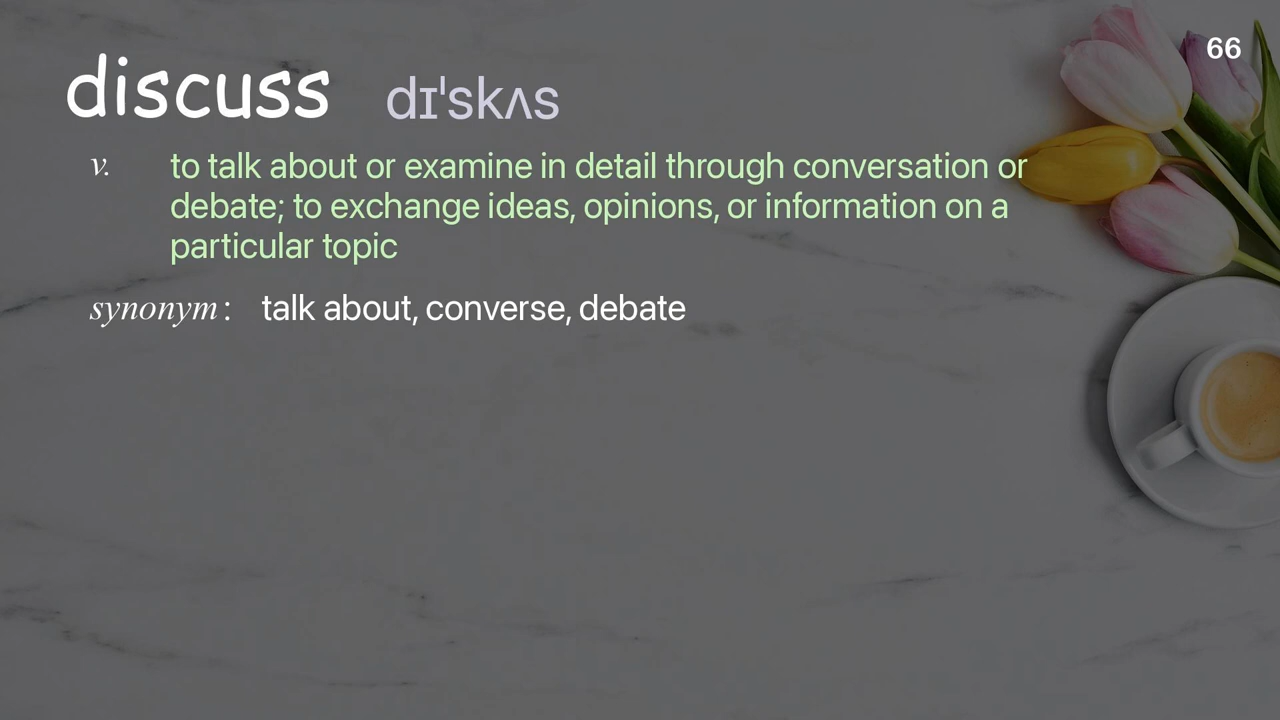 66
discuss dɪˈskʌs
v. to talk about or examine in detail through conversation or
debate; to exchange ideas, opinions, or information on a
particular topic
synonym: talk about, converse, debate